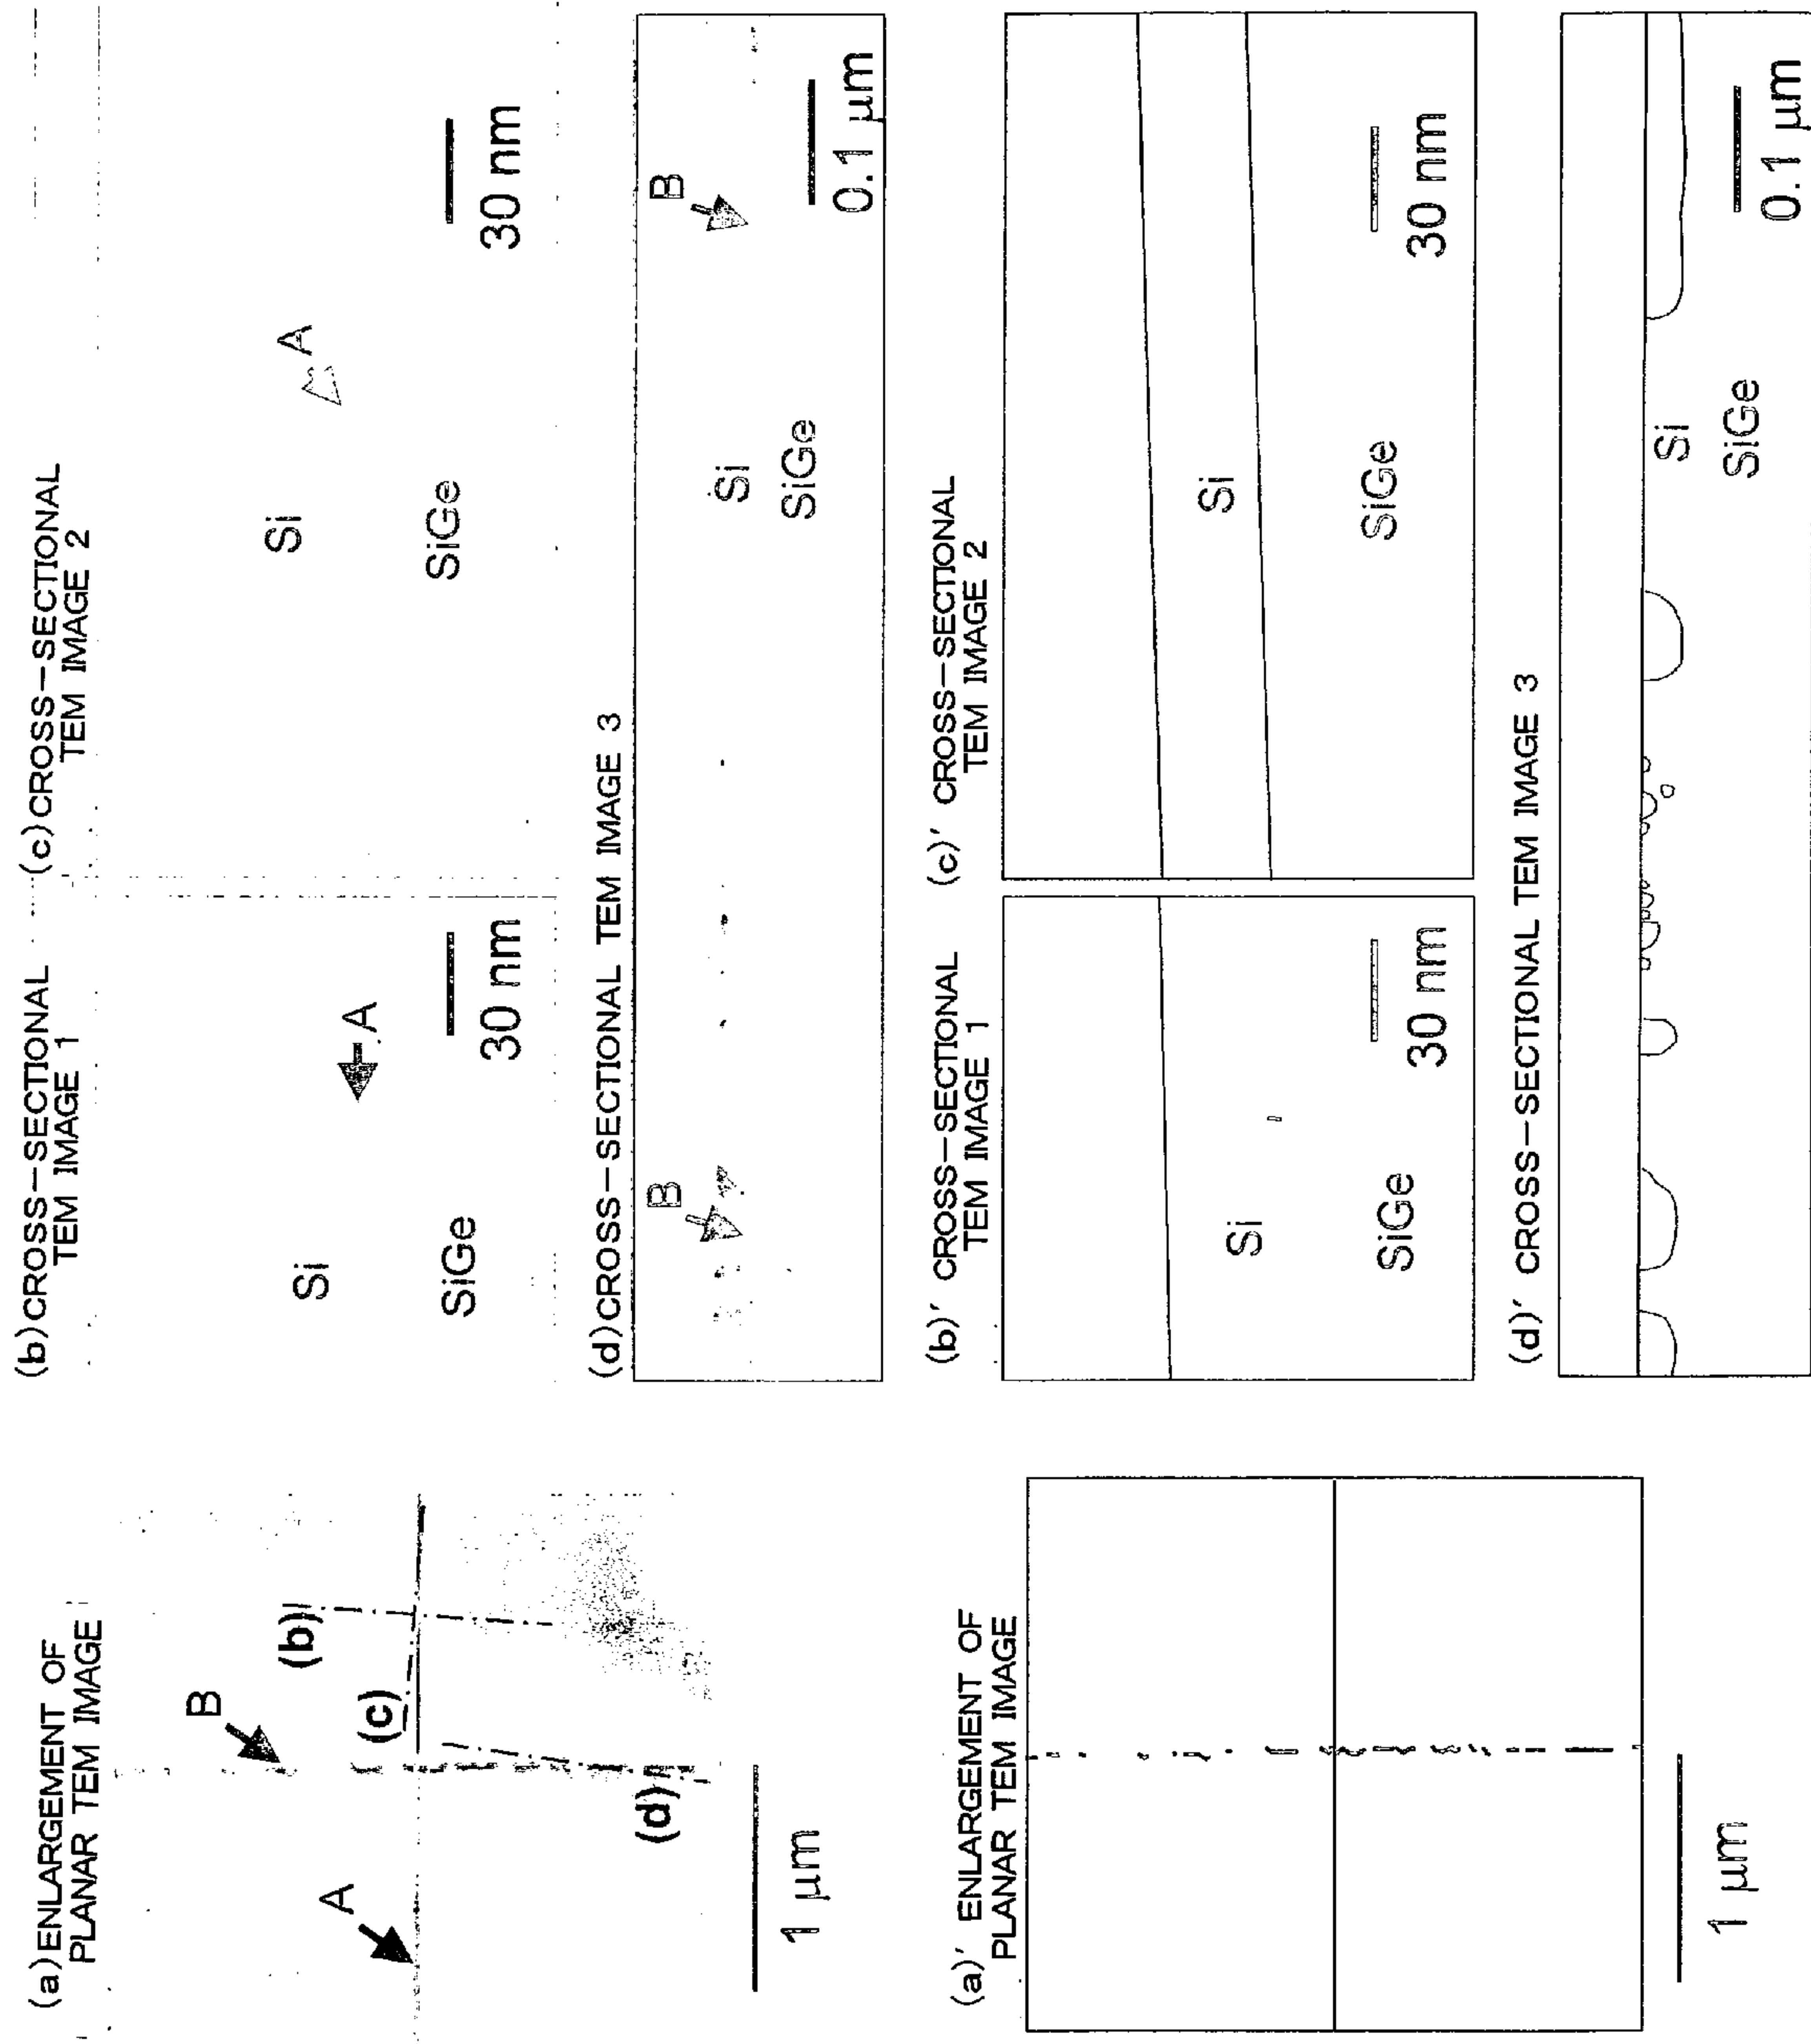 (a)ENLARGEMENT OF
PLANAR TEM IMAGE
A
B
(b)
(c)
(d)
1 μm
(b)CROSS-SECTIONAL
TEM IMAGE 1
Si
SiGe
A
30 nm
(c)CROSS-SECTIONAL
TEM IMAGE 2
Si
SiGe
A
30 nm
(d)CROSS-SECTIONAL TEM IMAGE 3
B
B
Si
SiGe
0.1 μm
(a)′ ENLARGEMENT OF
PLANAR TEM IMAGE
1 μm
(b)′ CROSS-SECTIONAL
TEM IMAGE 1
Si
SiGe
30 nm
(c)′ CROSS-SECTIONAL
TEM IMAGE 2
Si
SiGe
30 nm
(d)′ CROSS-SECTIONAL TEM IMAGE 3
Si
SiGe
0.1 μm